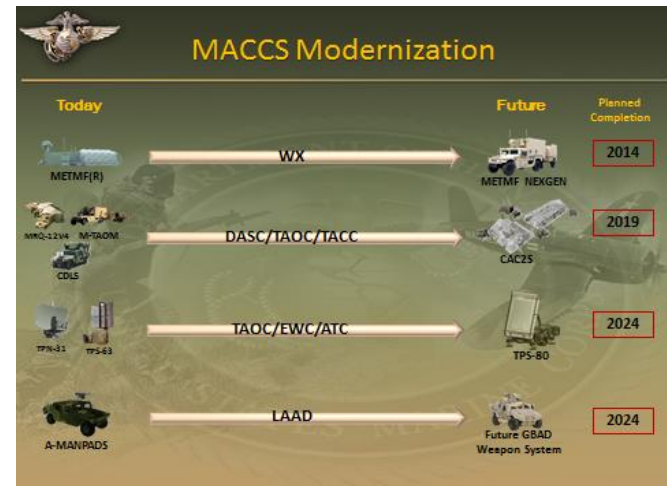 MACCS Modernization
Today
Future
Planned
Completion
METMF(R)
WX
METMF NEXGEN
2014
MRQ-12V4 M-TAOM
CDLS
DASC/TAOC/TACC
CAC2S
2019
TPN-31 TPS-63
TAOC/EWC/ATC
TPS-80
2024
A-MANPADS
LAAD
Future GBAD
Weapon System
2024